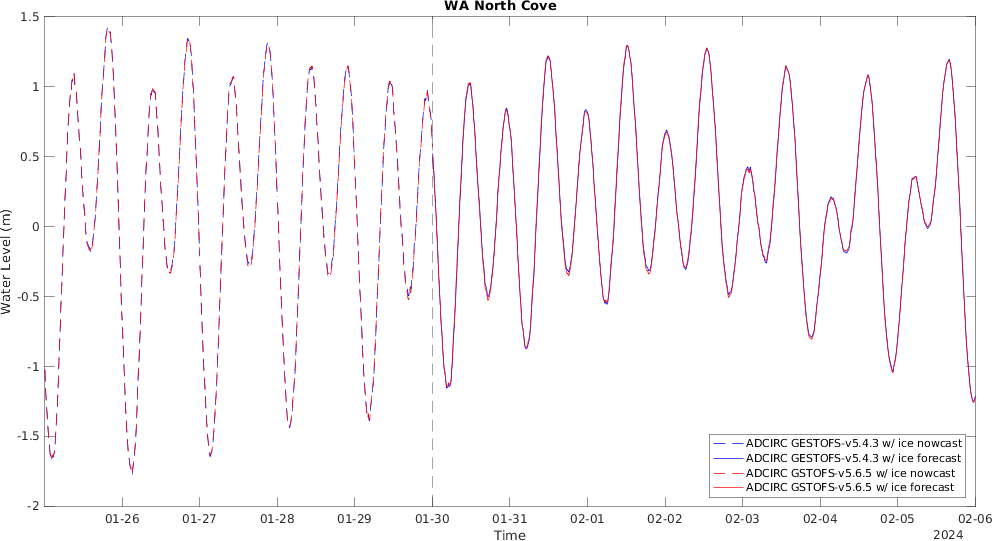 WA North Cove
1.5
1
0.5
0
-0.5
-1
-1.5
-2
Water Level (m)
01-26 01-27 01-28 01-29 01-30 01-31 02-01 02-02 02-03 02-04 02-05 02-06
Time
2024
ADCIRC GESTOFS-v5.4.3 w/ ice nowcast
ADCIRC GESTOFS-v5.4.3 w/ ice forecast
ADCIRC GSTOFS-v5.6.5 w/ ice nowcast
ADCIRC GSTOFS-v5.6.5 w/ ice forecast